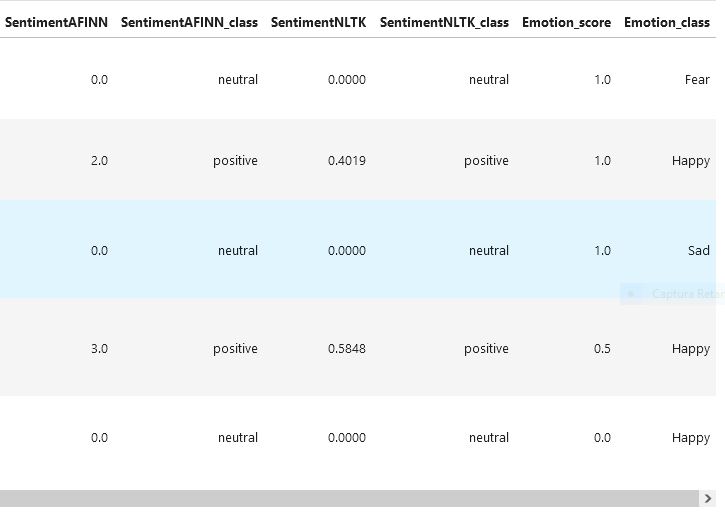 SentimentAFINN SentimentAFINN_class SentimentNLTK SentimentNLTK_class Emotion_score Emotion_class
0.0 neutral 0.0000 neutral 1.0 Fear
2.0 positive 0.4019 positive 1.0 Happy
0.0 neutral 0.0000 neutral 1.0 Sad
Captura
3.0 positive 0.5848 positive 0.5 Happy
0.0 neutral 0.0000 neutral 0.0 Happy